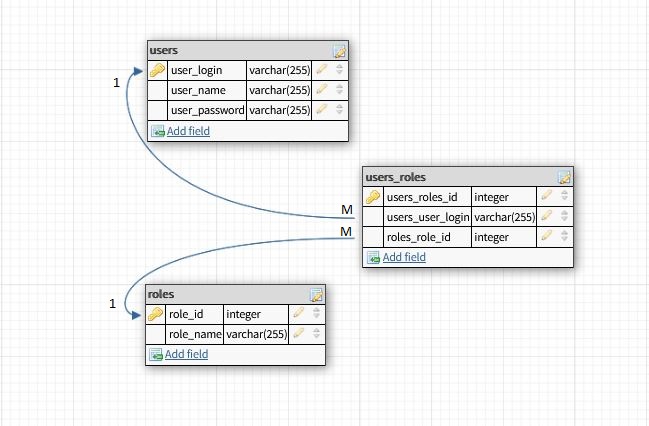 users
user_login varchar(255)
1
user_name varchar(255)
user_password varchar(255)
Add field
users_roles
users_roles_id integer
M
users_user_login varchar(255)
M
roles_role_id integer
Add field
roles
1
role_id integer
role_name varchar(255)
Add field